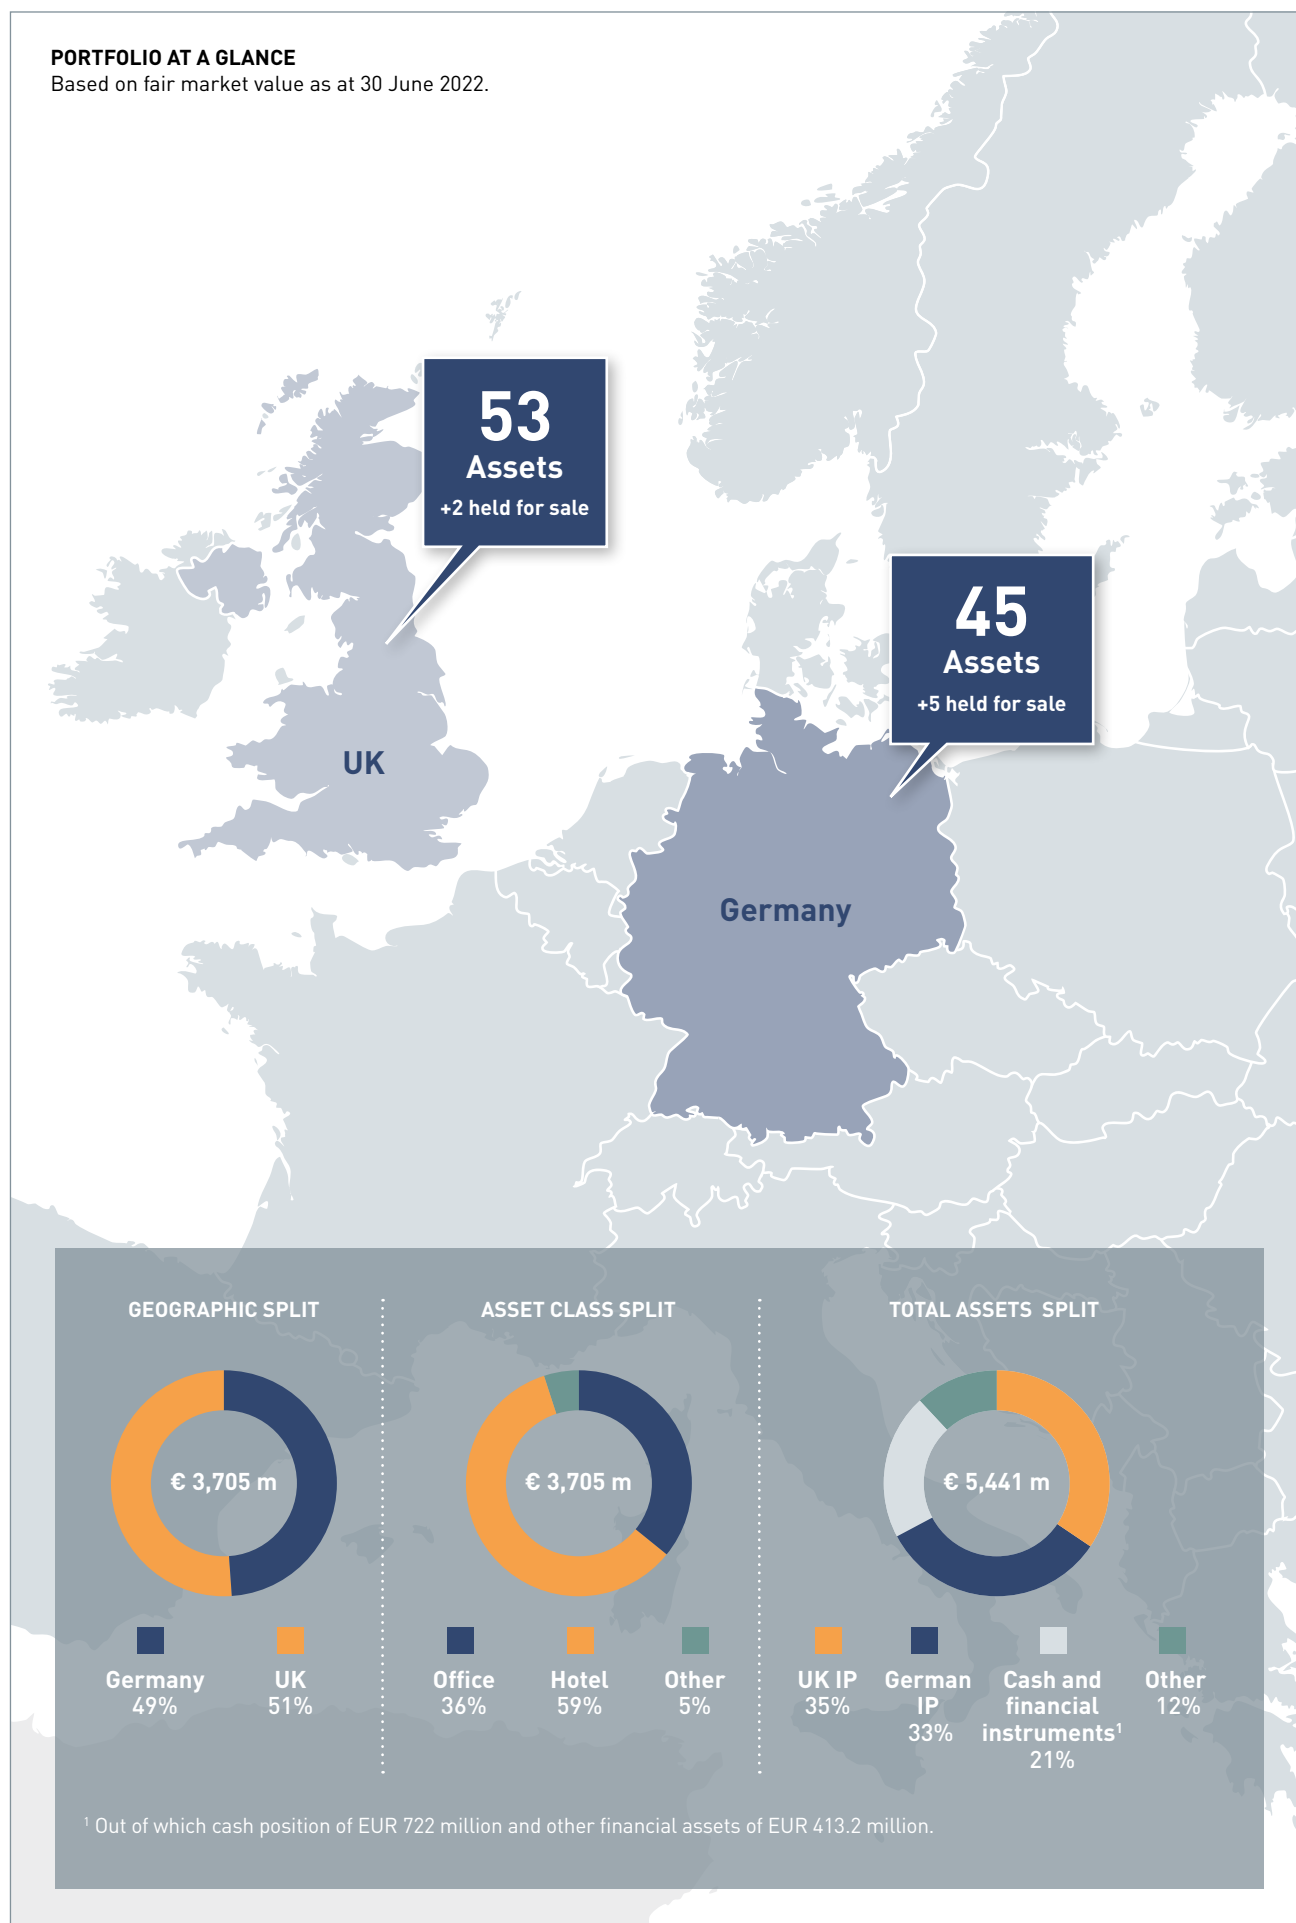 PORTFOLIO AT A GLANCE
Based on fair market value as at 30 June 2022.
53
Assets
+2 held for sale
45
Assets
+5 held for sale
UK
Germany
GEOGRAPHIC SPLIT
€ 3,705 m
Germany
49%
UK
51%
ASSET CLASS SPLIT
€ 3,705 m
Office
36%
Hotel
59%
Other
5%
TOTAL ASSETS SPLIT
€ 5,441 m
UK IP
35%
German
IP
33%
Cash and
financial
instruments¹
21%
Other
12%
¹ Out of which cash position of EUR 722 million and other financial assets of EUR 413.2 million.